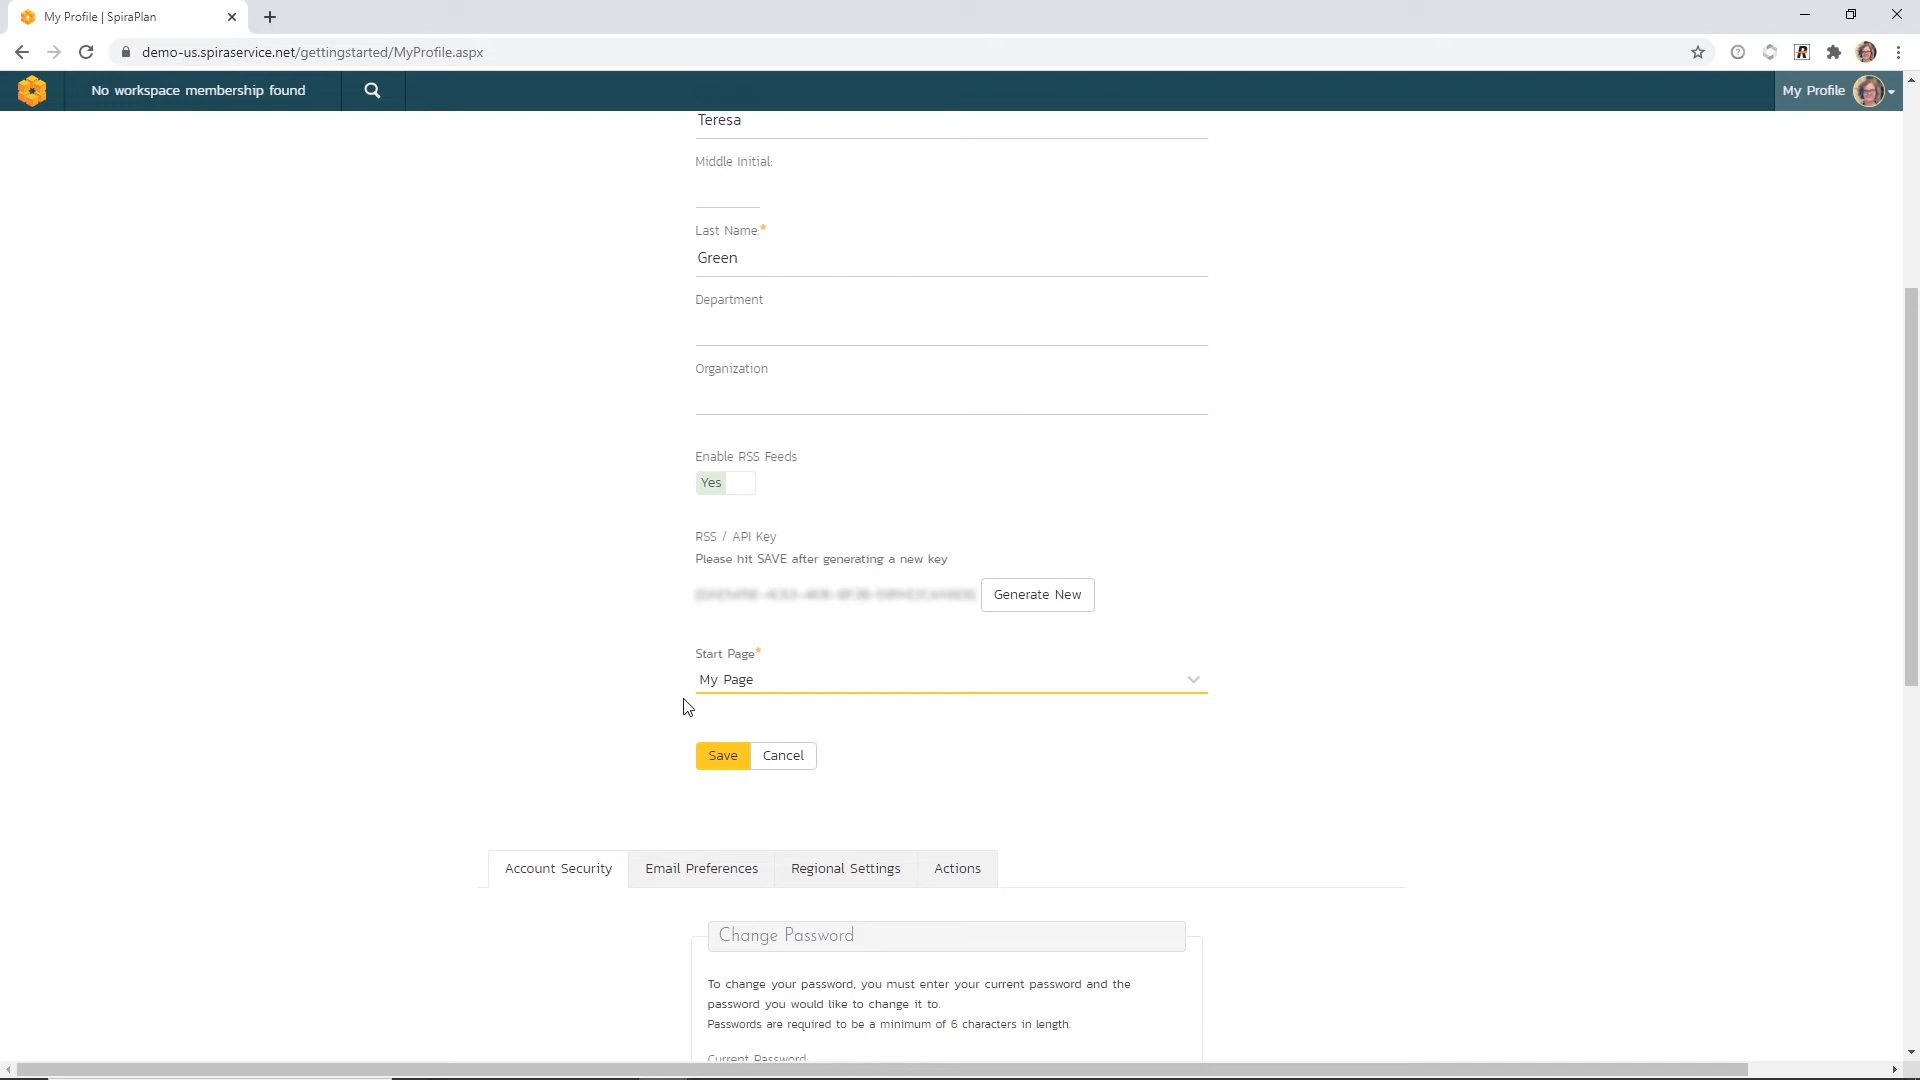 My Profile | SpiraPlan
demo-us.spiraservice.net/gettingstarted/MyProfile.aspx
No workspace membership found
My Profile
Teresa
Middle Initial:
Last Name:*
Green
Department
Organization
Enable RSS Feeds
Yes
RSS / API Key
Please hit SAVE after generating a new key
Generate New
Start Page*
My Page
Save Cancel
Account Security Email Preferences Regional Settings Actions
Change Password
To change your password, you must enter your current password and the
password you would like to change it to.
Passwords are required to be a minimum of 6 characters in length.
Current Password: